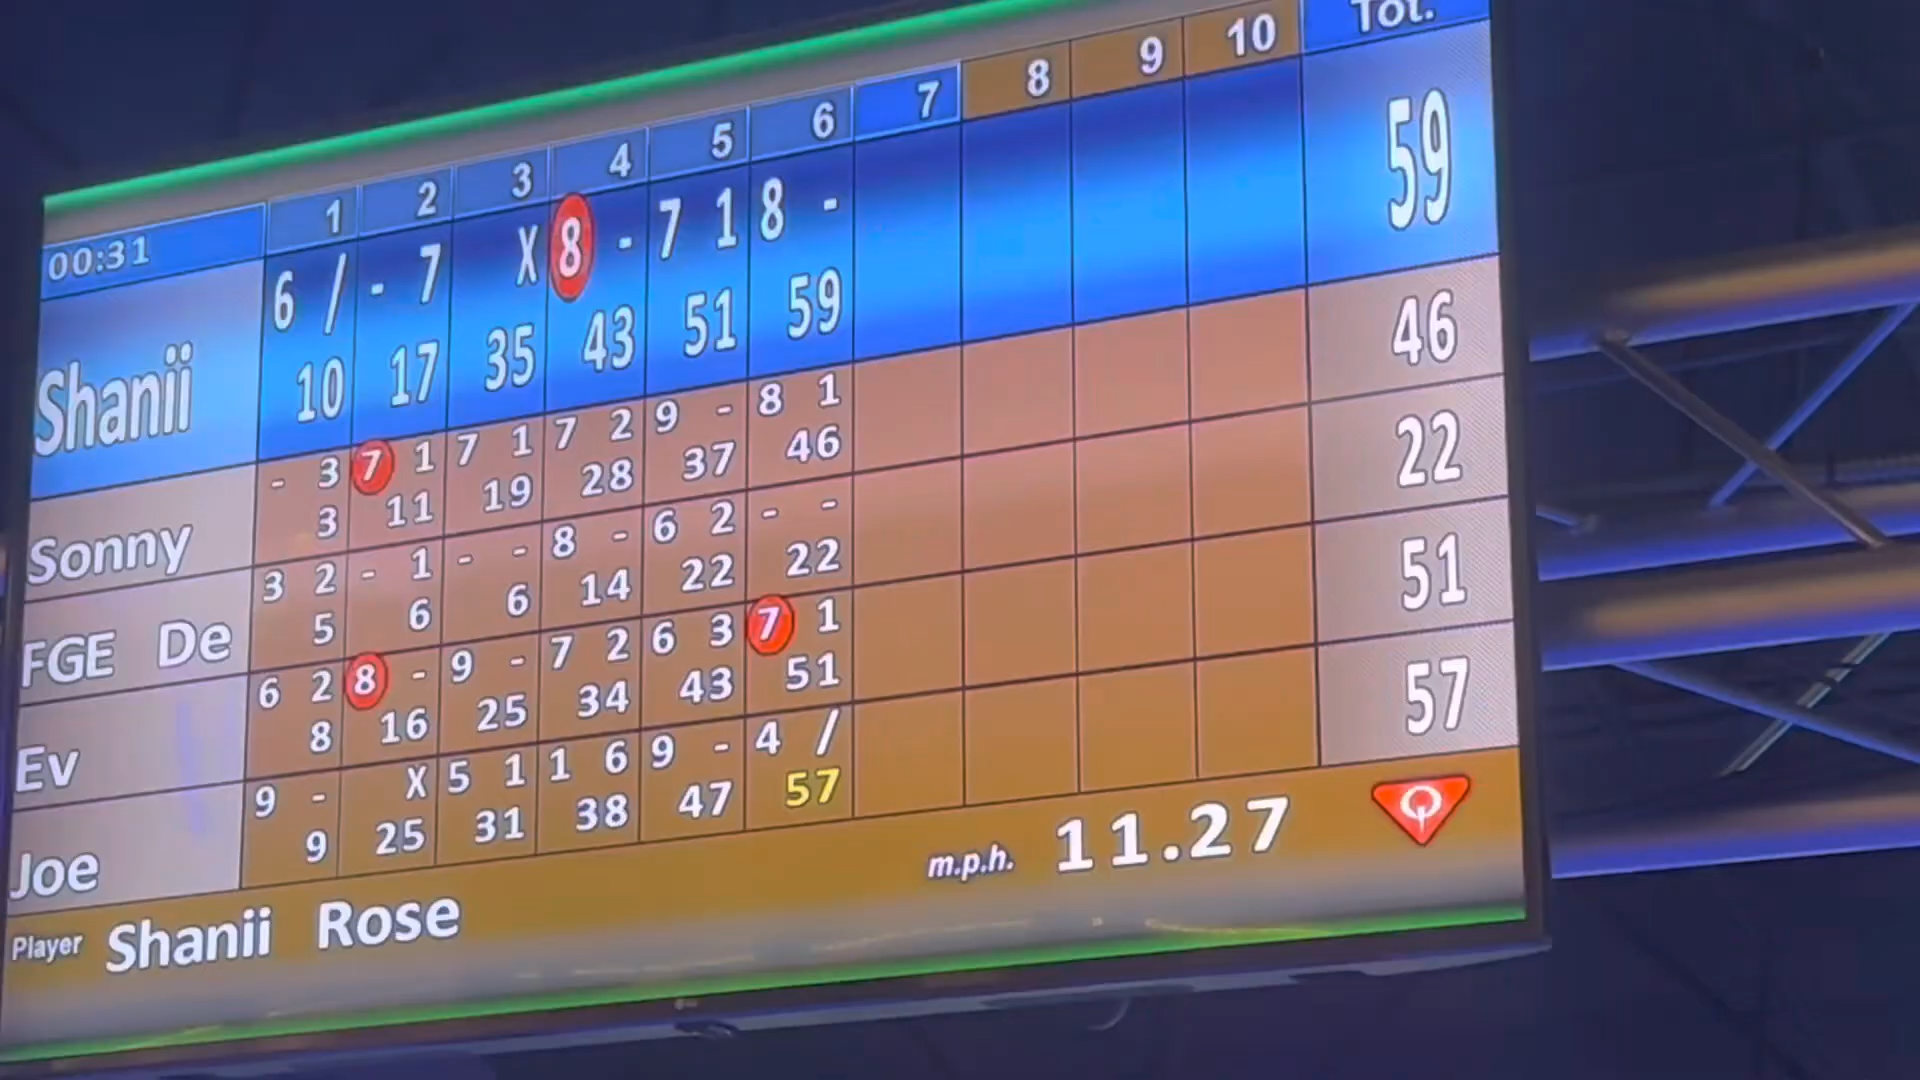 1 2 3 4 5 6 7 8 9 10 Tot.
00:31
6 / - 7 X 8 - 7 1 8 -
Shanii 10 17 35 43 51 59 59
- 3 7 1 7 1 7 2 9 - 8 1
Sonny 3 11 19 28 37 46 46
3 2 - 1 - - 8 - 6 2 - -
FGE De 5 6 6 14 22 22 22
6 2 8 - 9 - 7 2 6 3 7 1
Ev 8 16 25 34 43 51 51
9 - X 5 1 1 6 9 - 4 /
Joe 9 25 31 38 47 57 57
Player Shanii Rose m.p.h. 11.27